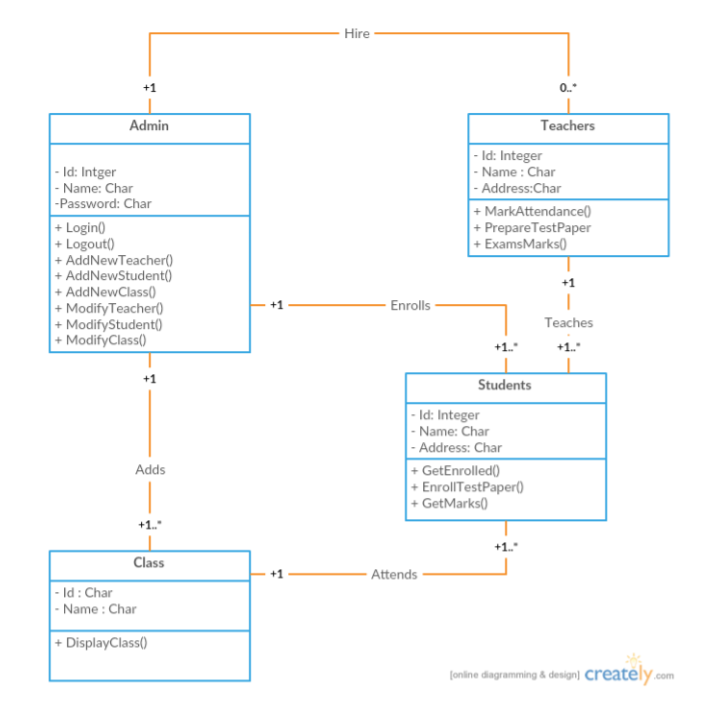 Hire
+1
0..*
Admin
- Id: Intger
- Name: Char
-Password: Char
+ Login()
+ Logout()
+ AddNewTeacher()
+ AddNewStudent()
+ AddNewClass()
+ ModifyTeacher()
+ ModifyStudent()
+ ModifyClass()
Teachers
- Id: Integer
- Name : Char
- Address:Char
+ MarkAttendance()
+ PrepareTestPaper
+ ExamsMarks()
+1
Enrolls
+1..*
+1
Teaches
+1..*
Students
- Id: Integer
- Name: Char
- Address: Char
+ GetEnrolled()
+ EnrollTestPaper()
+ GetMarks()
+1
Adds
+1..*
Class
- Id : Char
- Name : Char
+ DisplayClass()
+1
Attends
+1..*
[online diagramming & design] creately.com